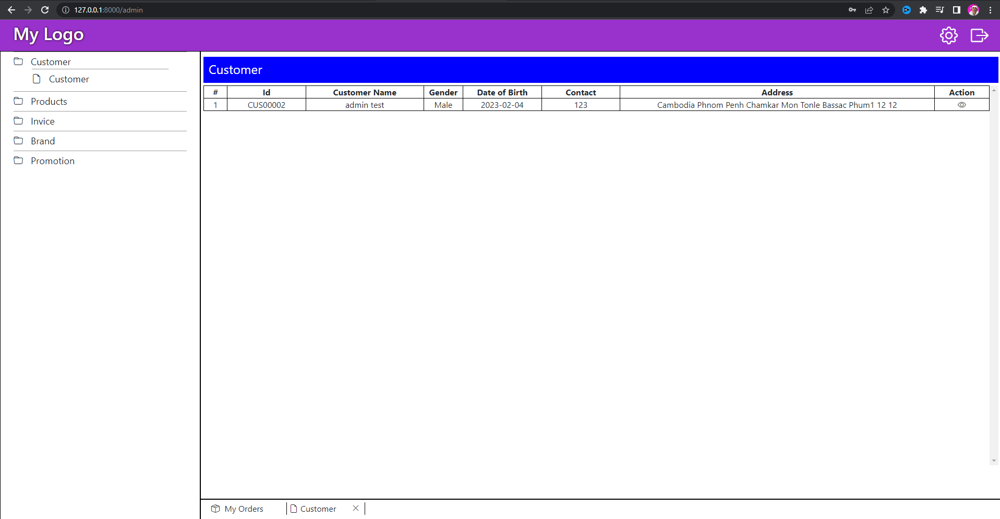 127.0.0.1:8000/admin
My Logo
Customer
Customer
Products
Invice
Brand
Promotion
Customer
# Id Customer Name Gender Date of Birth Contact Address Action
1 CUS00002 admin test Male 2023-02-04 123 Cambodia Phnom Penh Chamkar Mon Tonle Bassac Phum1 12 12
My Orders Customer